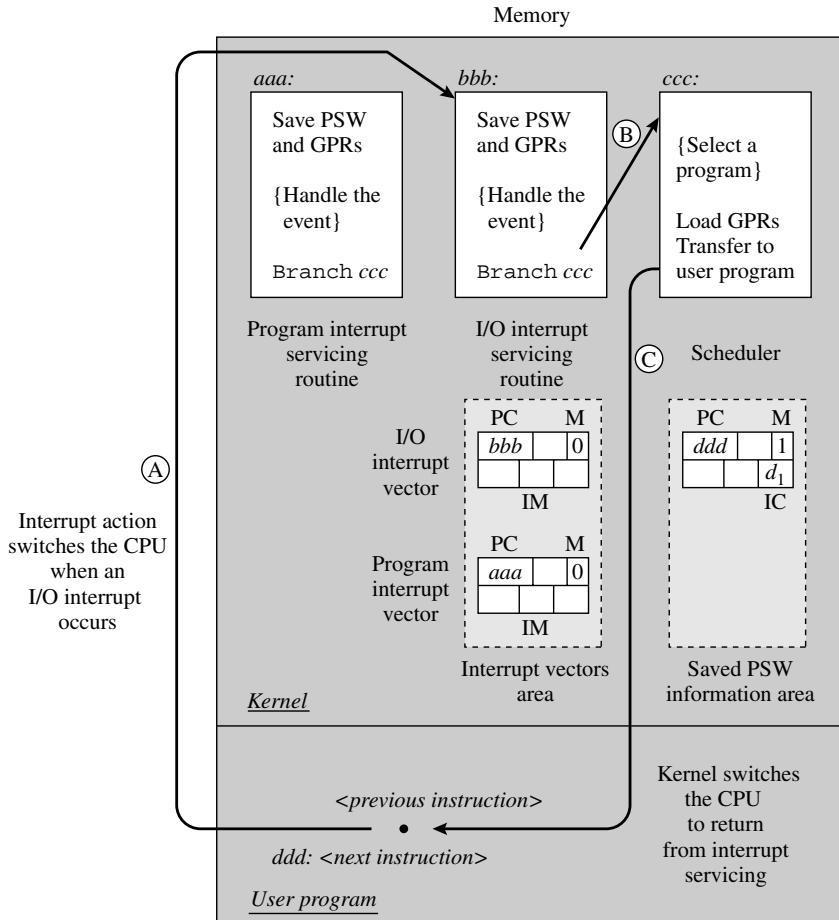 Memory
aaa:
Save PSW
and GPRs
{Handle the
event}
Branch ccc
Program interrupt
servicing
routine
bbb:
Save PSW
and GPRs
{Handle the
event}
Branch ccc
I/O interrupt
servicing
routine
B
ccc:
{Select a
program}
Load GPRs
Transfer to
user program
Scheduler
C
A
Interrupt action
switches the CPU
when an
I/O interrupt
occurs
I/O
interrupt
vector
PC M
bbb 0
IM
Program
interrupt
vector
PC M
aaa 0
IM
Interrupt vectors
area
PC M
ddd 1
d1
IC
Saved PSW
information area
Kernel
<previous instruction>
ddd: <next instruction>
Kernel switches
the CPU
to return
from interrupt
servicing
User program